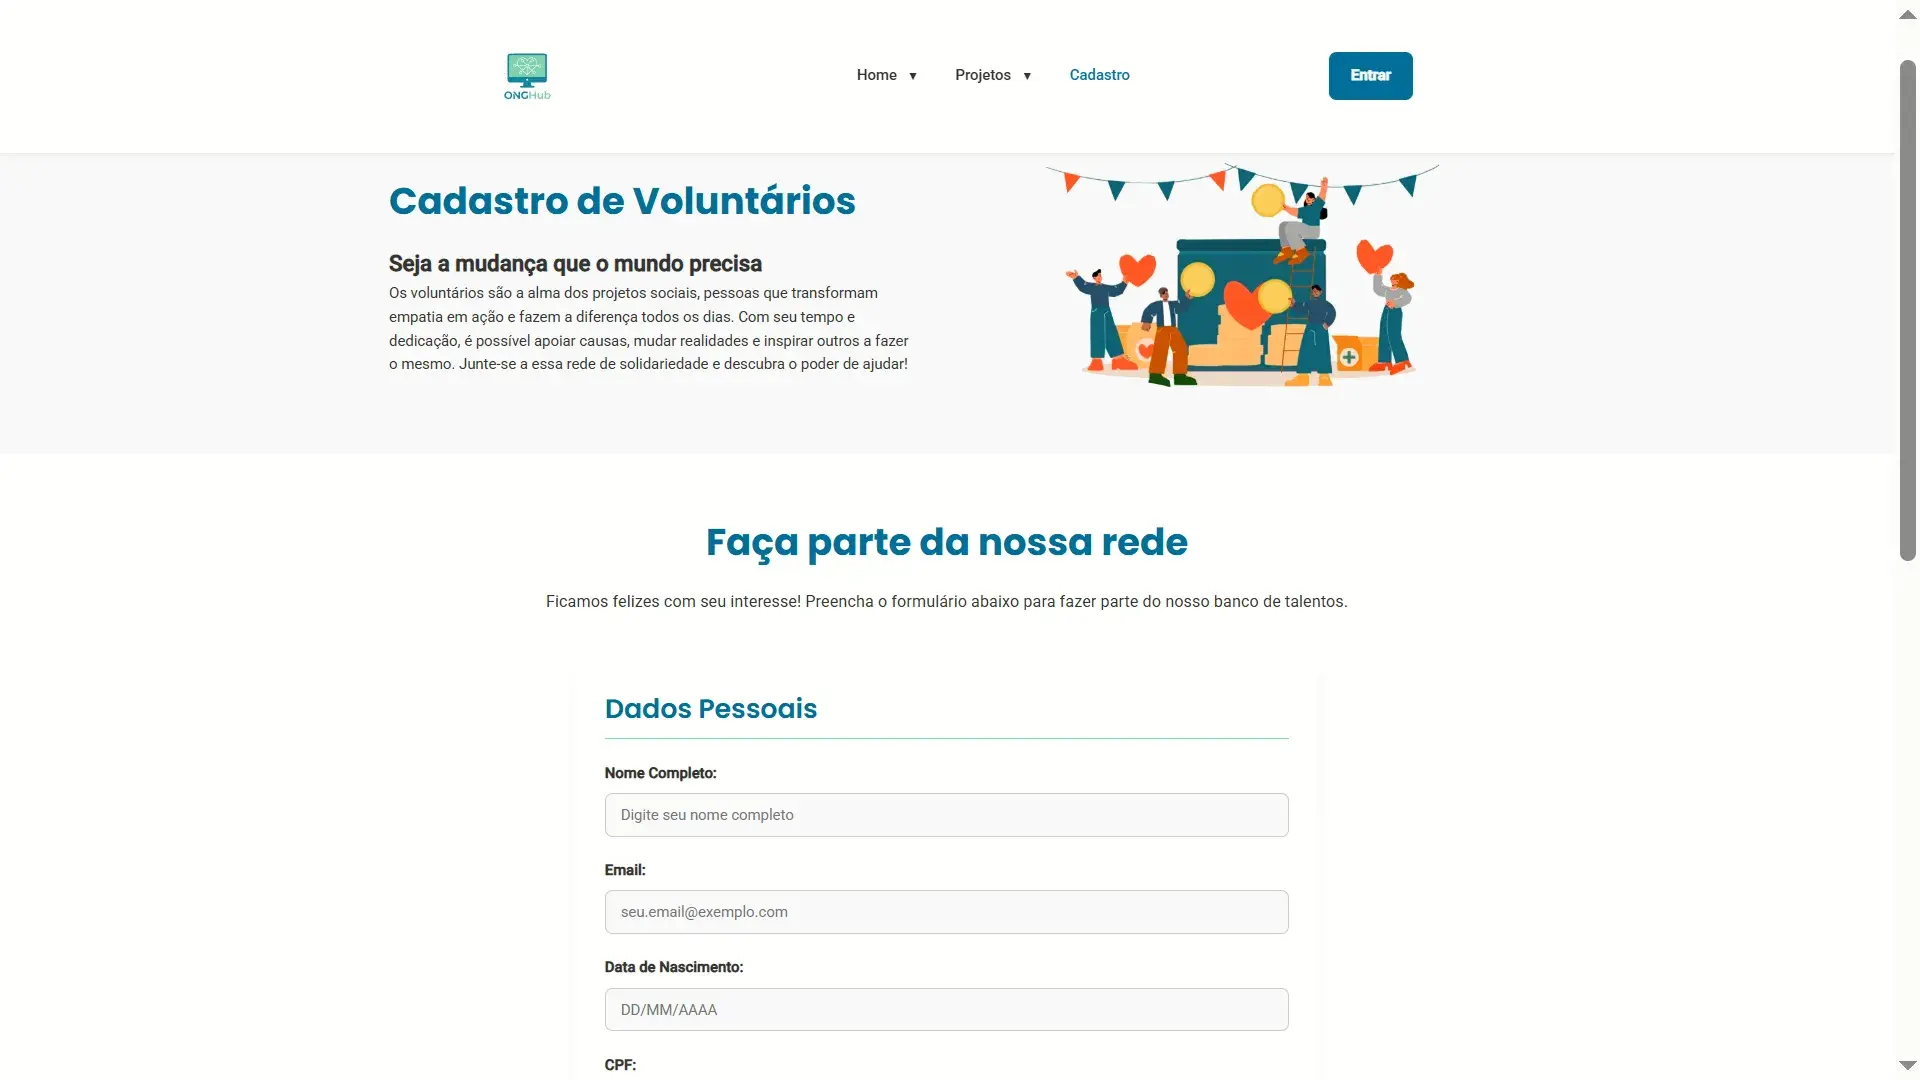 ONGHub
Home ▼ Projetos ▼ Cadastro
Entrar
Cadastro de Voluntários
Seja a mudança que o mundo precisa
Os voluntários são a alma dos projetos sociais, pessoas que transformam
empatia em ação e fazem a diferença todos os dias. Com seu tempo e
dedicação, é possível apoiar causas, mudar realidades e inspirar outros a fazer
o mesmo. Junte-se a essa rede de solidariedade e descubra o poder de ajudar!
Faça parte da nossa rede
Ficamos felizes com seu interesse! Preencha o formulário abaixo para fazer parte do nosso banco de talentos.
Dados Pessoais
Nome Completo:
Digite seu nome completo
Email:
seu.email@exemplo.com
Data de Nascimento:
DD/MM/AAAA
CPF: